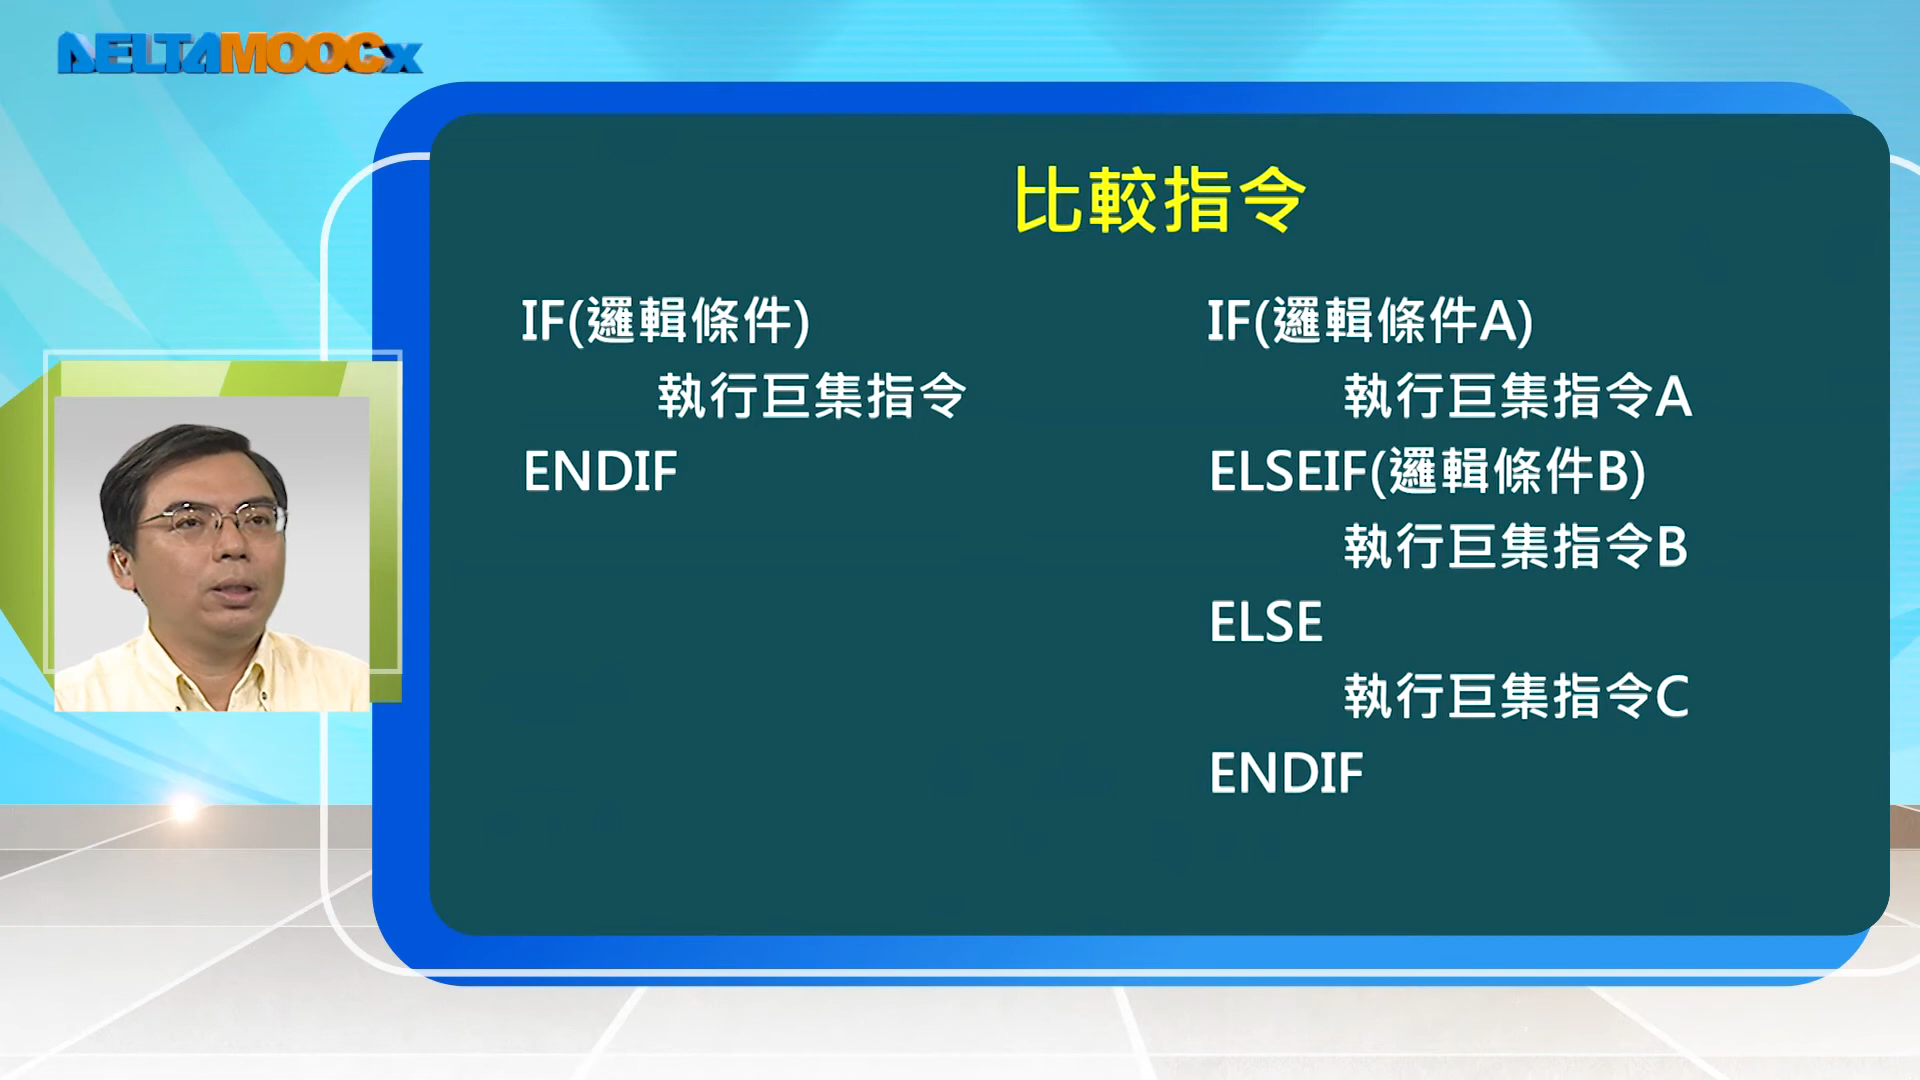 DELTAMOOCx
比較指令
IF(邏輯條件)
執行巨集指令
ENDIF
IF(邏輯條件A)
執行巨集指令A
ELSEIF(邏輯條件B)
執行巨集指令B
ELSE
執行巨集指令C
ENDIF